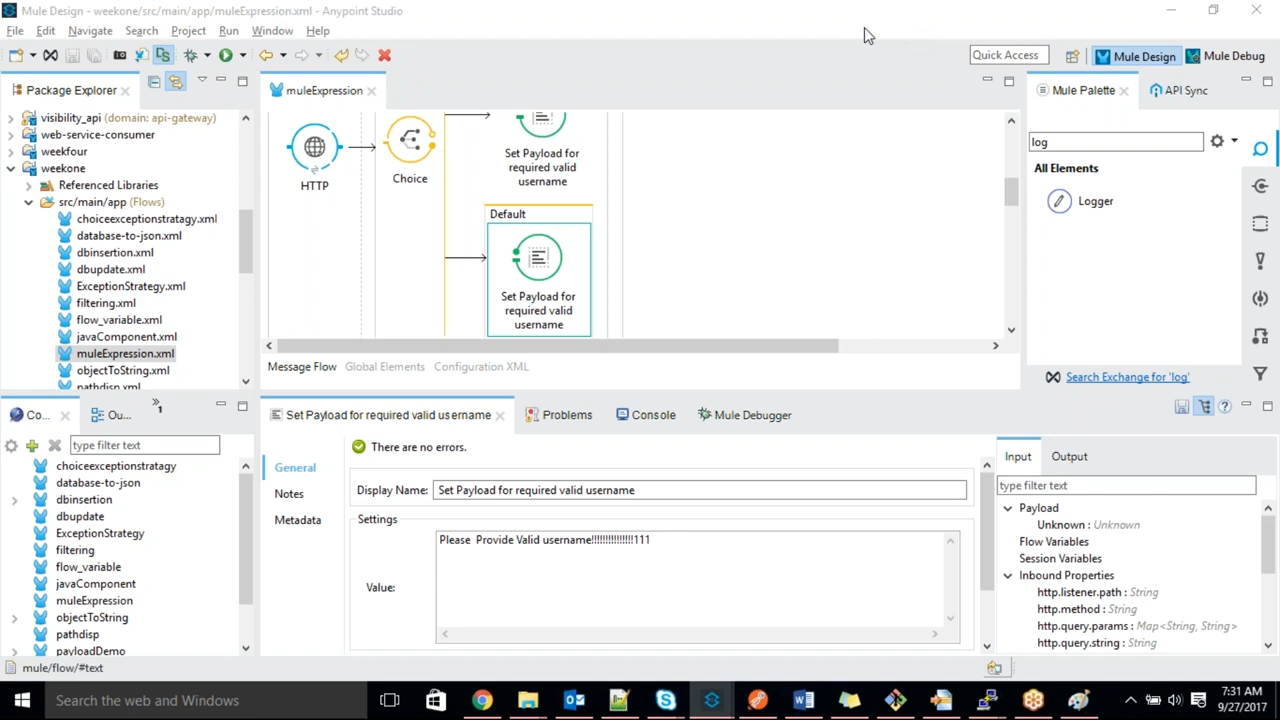 Mule Design - weekone/src/main/app/muleExpression.xml - Anypoint Studio
File Edit Navigate Search Project Run Window Help
Quick Access
Mule Design
Mule Debug
Package Explorer
visibility_api (domain: api-gateway)
web-service-consumer
weekfour
weekone
Referenced Libraries
src/main/app (Flows)
choiceexceptionstratagy.xml
database-to-json.xml
dbinsertion.xml
dbupdate.xml
ExceptionStrategy.xml
filtering.xml
flow_variable.xml
javaComponent.xml
muleExpression.xml
objectToString.xml
pathdisp.xml
muleExpression
HTTP
Choice
Set Payload for
required valid
username
Default
Set Payload for
required valid
username
Message Flow Global Elements Configuration XML
Mule Palette
API Sync
log
All Elements
Logger
Search Exchange for 'log'
Co...
Ou...
1
type filter text
choiceexceptionstratagy
database-to-json
dbinsertion
dbupdate
ExceptionStrategy
filtering
flow_variable
javaComponent
muleExpression
objectToString
pathdisp
payloadDemo
Set Payload for required valid username
Problems
Console
Mule Debugger
There are no errors.
General
Notes
Metadata
Display Name: Set Payload for required valid username
Settings
Value:
Please  Provide Valid username!!!!!!!!!!!!!!!!111
Input Output
type filter text
Payload
Unknown : Unknown
Flow Variables
Session Variables
Inbound Properties
http.listener.path : String
http.method : String
http.query.params : Map<String, String>
http.query.string : String
mule/flow/#text
Search the web and Windows
7:31 AM
9/27/2017